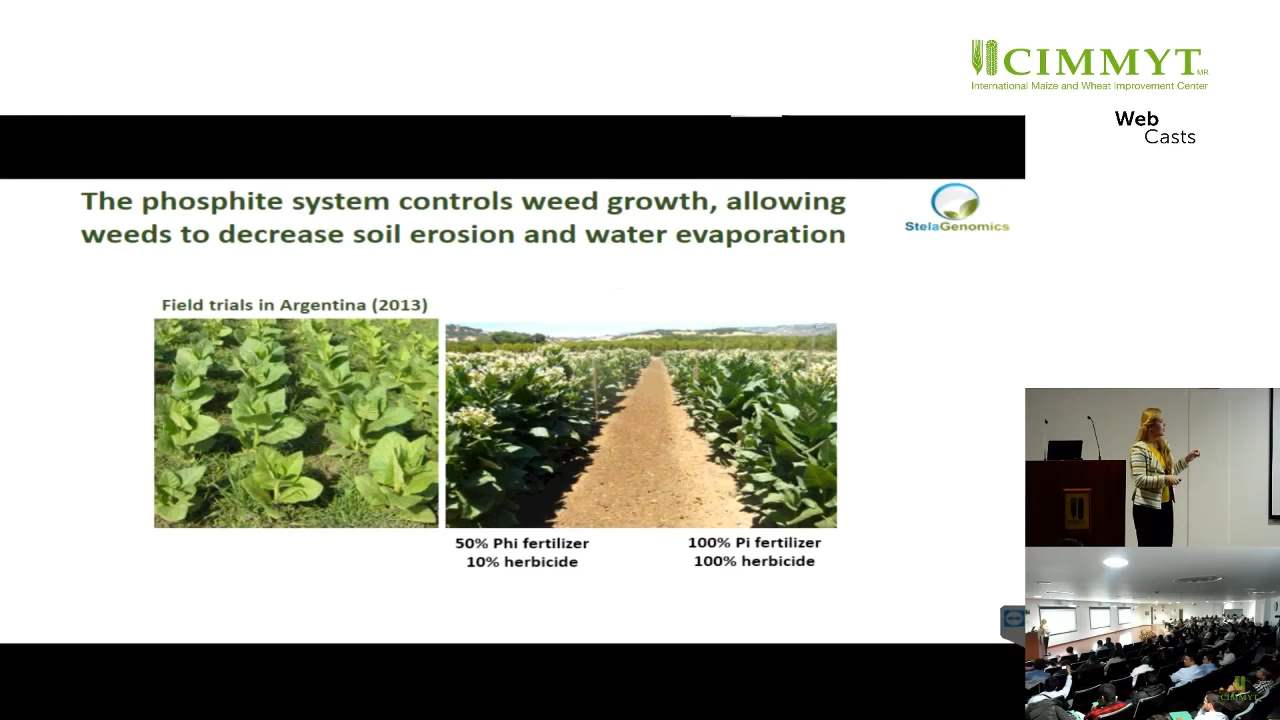 CIMMYT MR
International Maize and Wheat Improvement Center
Web
Casts
The phosphite system controls weed growth, allowing
weeds to decrease soil erosion and water evaporation
StelaGenomics
Field trials in Argentina (2013)
50% Phi fertilizer
10% herbicide
100% Pi fertilizer
100% herbicide
CIMMYT